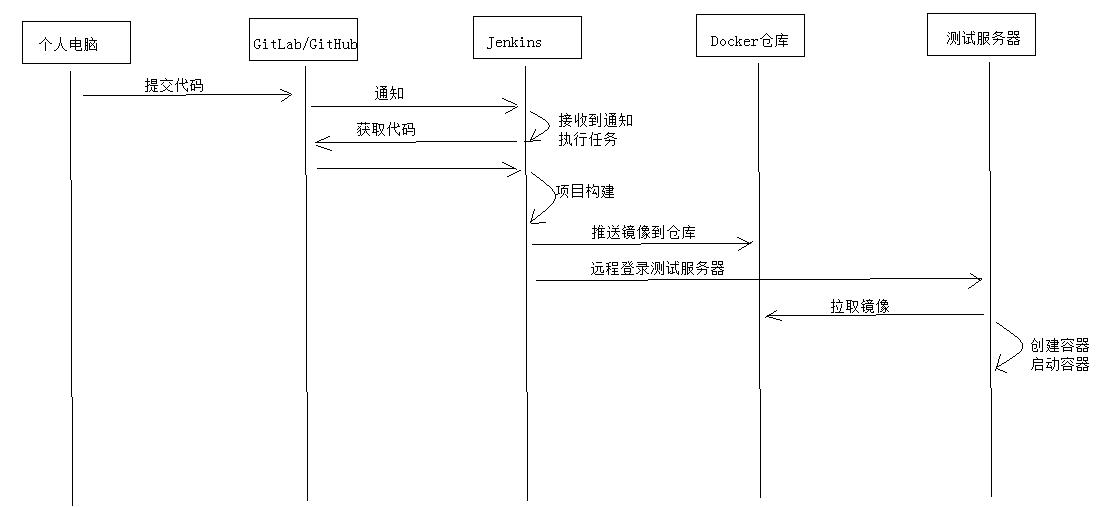 个人电脑
GitLab/GitHub
Jenkins
Docker仓库
测试服务器
提交代码
通知
接收到通知
执行任务
获取代码
项目构建
推送镜像到仓库
远程登录测试服务器
拉取镜像
创建容器
启动容器